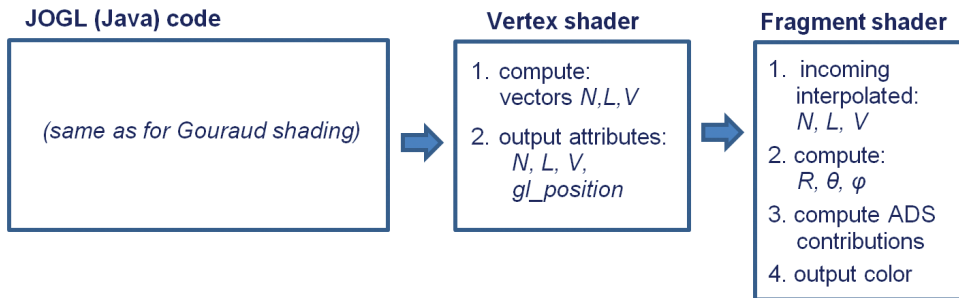 JOGL (Java) code
(same as for Gouraud shading)
Vertex shader
1. compute:
vectors N,L,V
2. output attributes:
N, L, V,
gl_position
Fragment shader
1. incoming
interpolated:
N, L, V
2. compute:
R, θ, φ
3. compute ADS
contributions
4. output color